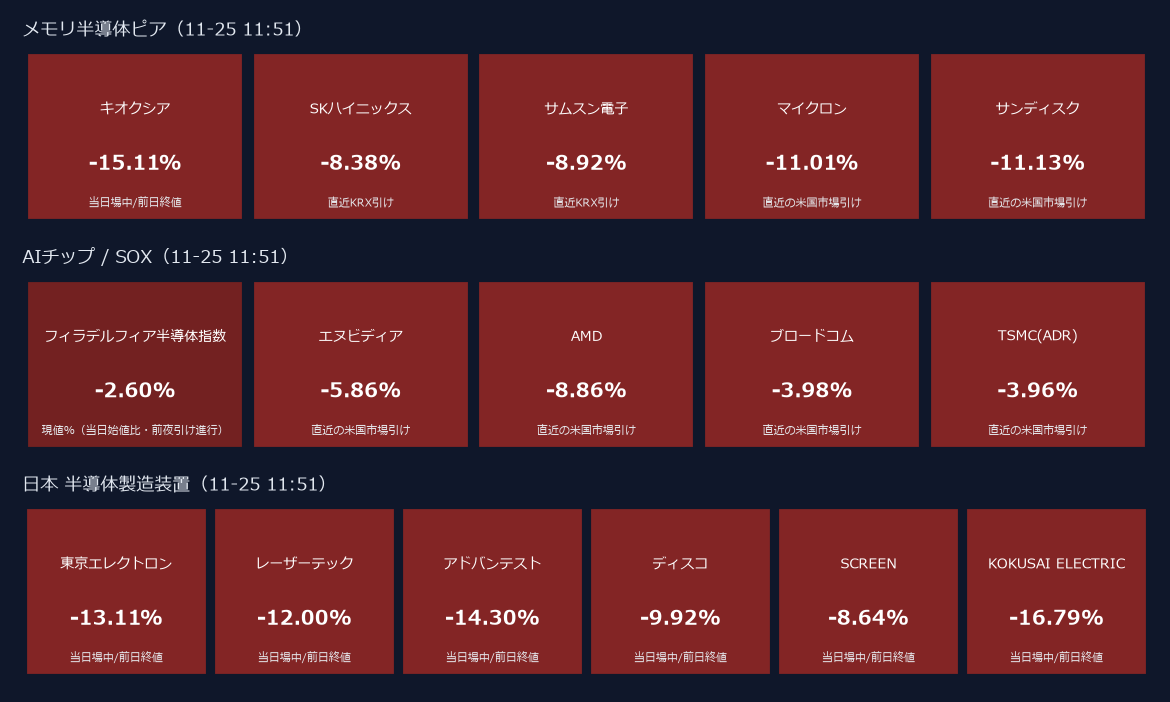 メモリ半導体ピア（11-25 11:51）
キオクシア
-15.11%
当日場中/前日終値
SKハイニックス
-8.38%
直近KRX引け
サムスン電子
-8.92%
直近KRX引け
マイクロン
-11.01%
直近の米国市場引け
サンディスク
-11.13%
直近の米国市場引け
AIチップ / SOX（11-25 11:51）
フィラデルフィア半導体指数
-2.60%
現値%（当日始値比・前夜引け進行）
エヌビディア
-5.86%
直近の米国市場引け
AMD
-8.86%
直近の米国市場引け
ブロードコム
-3.98%
直近の米国市場引け
TSMC(ADR)
-3.96%
直近の米国市場引け
日本 半導体製造装置（11-25 11:51）
東京エレクトロン
-13.11%
当日場中/前日終値
レーザーテック
-12.00%
当日場中/前日終値
アドバンテスト
-14.30%
当日場中/前日終値
ディスコ
-9.92%
当日場中/前日終値
SCREEN
-8.64%
当日場中/前日終値
KOKUSAI ELECTRIC
-16.79%
当日場中/前日終値